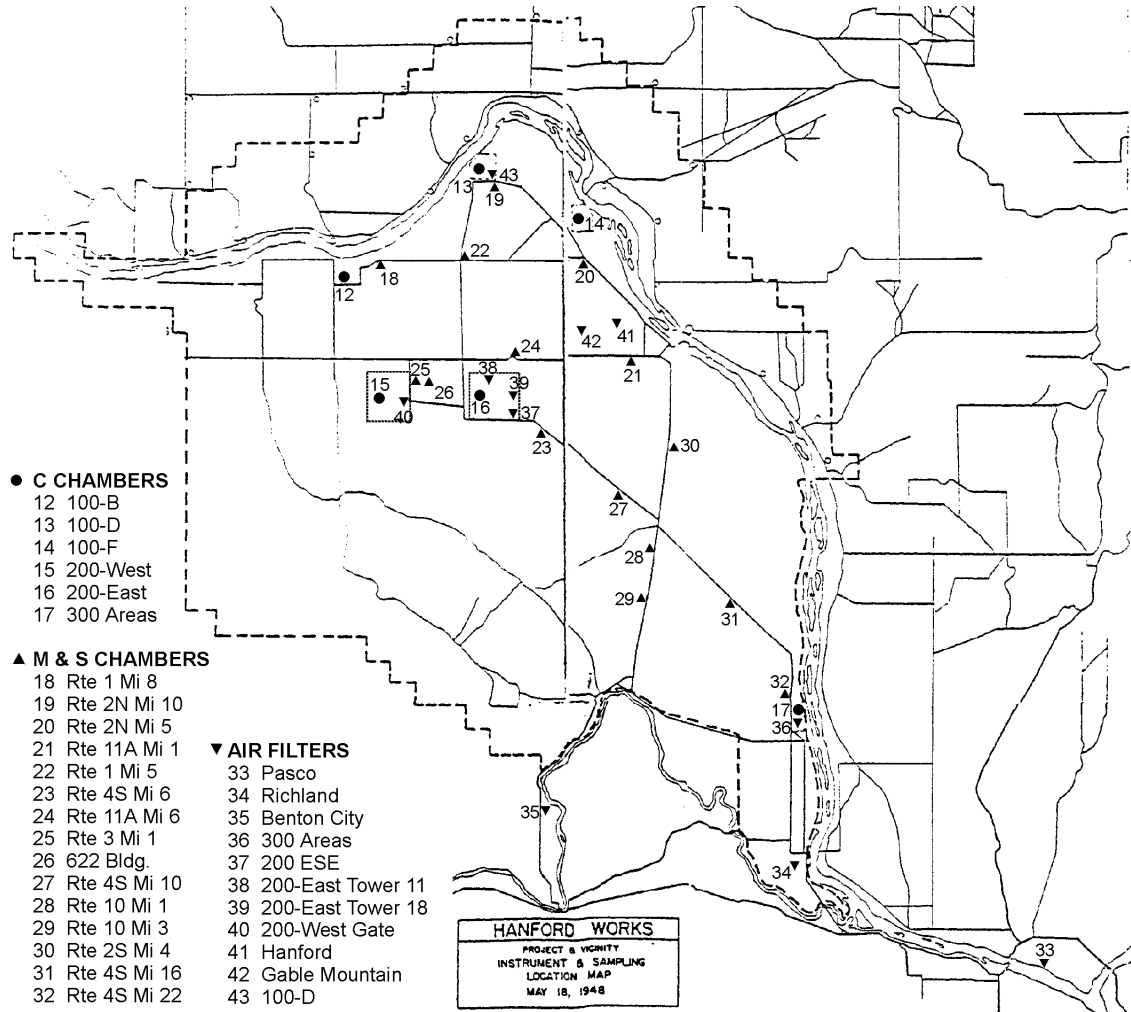 43
13
19
14
22
20
18
12
42
41
24
21
25
38
15
26
39
16
40
37
23
30
27
28
29
31
32
17
36
35
34
33
C CHAMBERS
12 100-B
13 100-D
14 100-F
15 200-West
16 200-East
17 300 Areas
M & S CHAMBERS
18 Rte 1 Mi 8
19 Rte 2N Mi 10
20 Rte 2N Mi 5
21 Rte 11A Mi 1
22 Rte 1 Mi 5
23 Rte 4S Mi 6
24 Rte 11A Mi 6
25 Rte 3 Mi 1
26 622 Bldg.
27 Rte 4S Mi 10
28 Rte 10 Mi 1
29 Rte 10 Mi 3
30 Rte 2S Mi 4
31 Rte 4S Mi 16
32 Rte 4S Mi 22
AIR FILTERS
33 Pasco
34 Richland
35 Benton City
36 300 Areas
37 200 ESE
38 200-East Tower 11
39 200-East Tower 18
40 200-West Gate
41 Hanford
42 Gable Mountain
43 100-D
HANFORD WORKS
PROJECT & VICINITY
INSTRUMENT & SAMPLING
LOCATION MAP
MAY 18, 1948